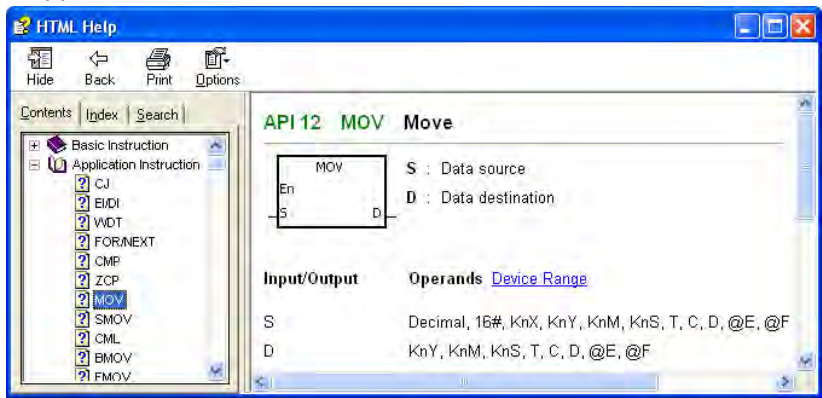 HTML Help
Hide Back Print Options
Contents Index Search
Basic Instruction
Application Instruction
CJ
EI/DI
WDT
FOR/NEXT
CMP
ZCP
MOV
SMOV
CML
BMOV
FMOV
API 12 MOV Move
MOV
En
S D
S : Data source
D : Data destination
Input/Output Operands Device Range
S Decimal, 16#, KnX, KnY, KnM, KnS, T, C, D, @E, @F
D KnY, KnM, KnS, T, C, D, @E, @F